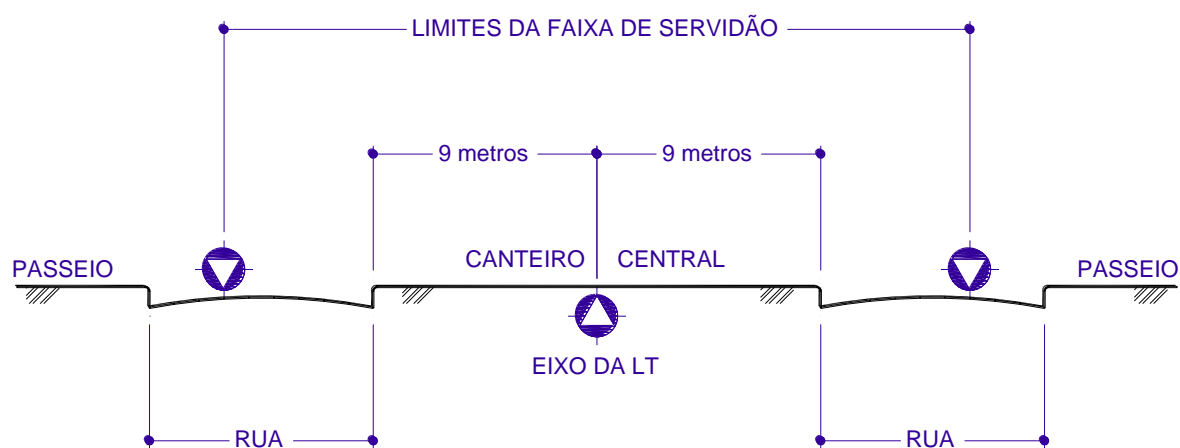 LIMITES DA FAIXA DE SERVIDÃO
9 metros 9 metros
PASSEIO CANTEIRO CENTRAL PASSEIO
EIXO DA LT
RUA RUA